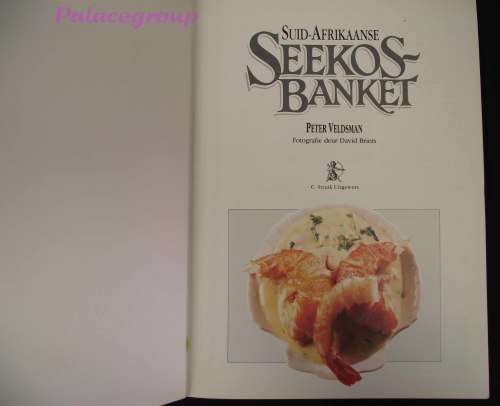 Palacegroup
SUID-AFRIKAANSE
SEEKOS-
BANKET
PETER VELDSMAN
Fotografie deur David Briers
C. Struik Uitgewers